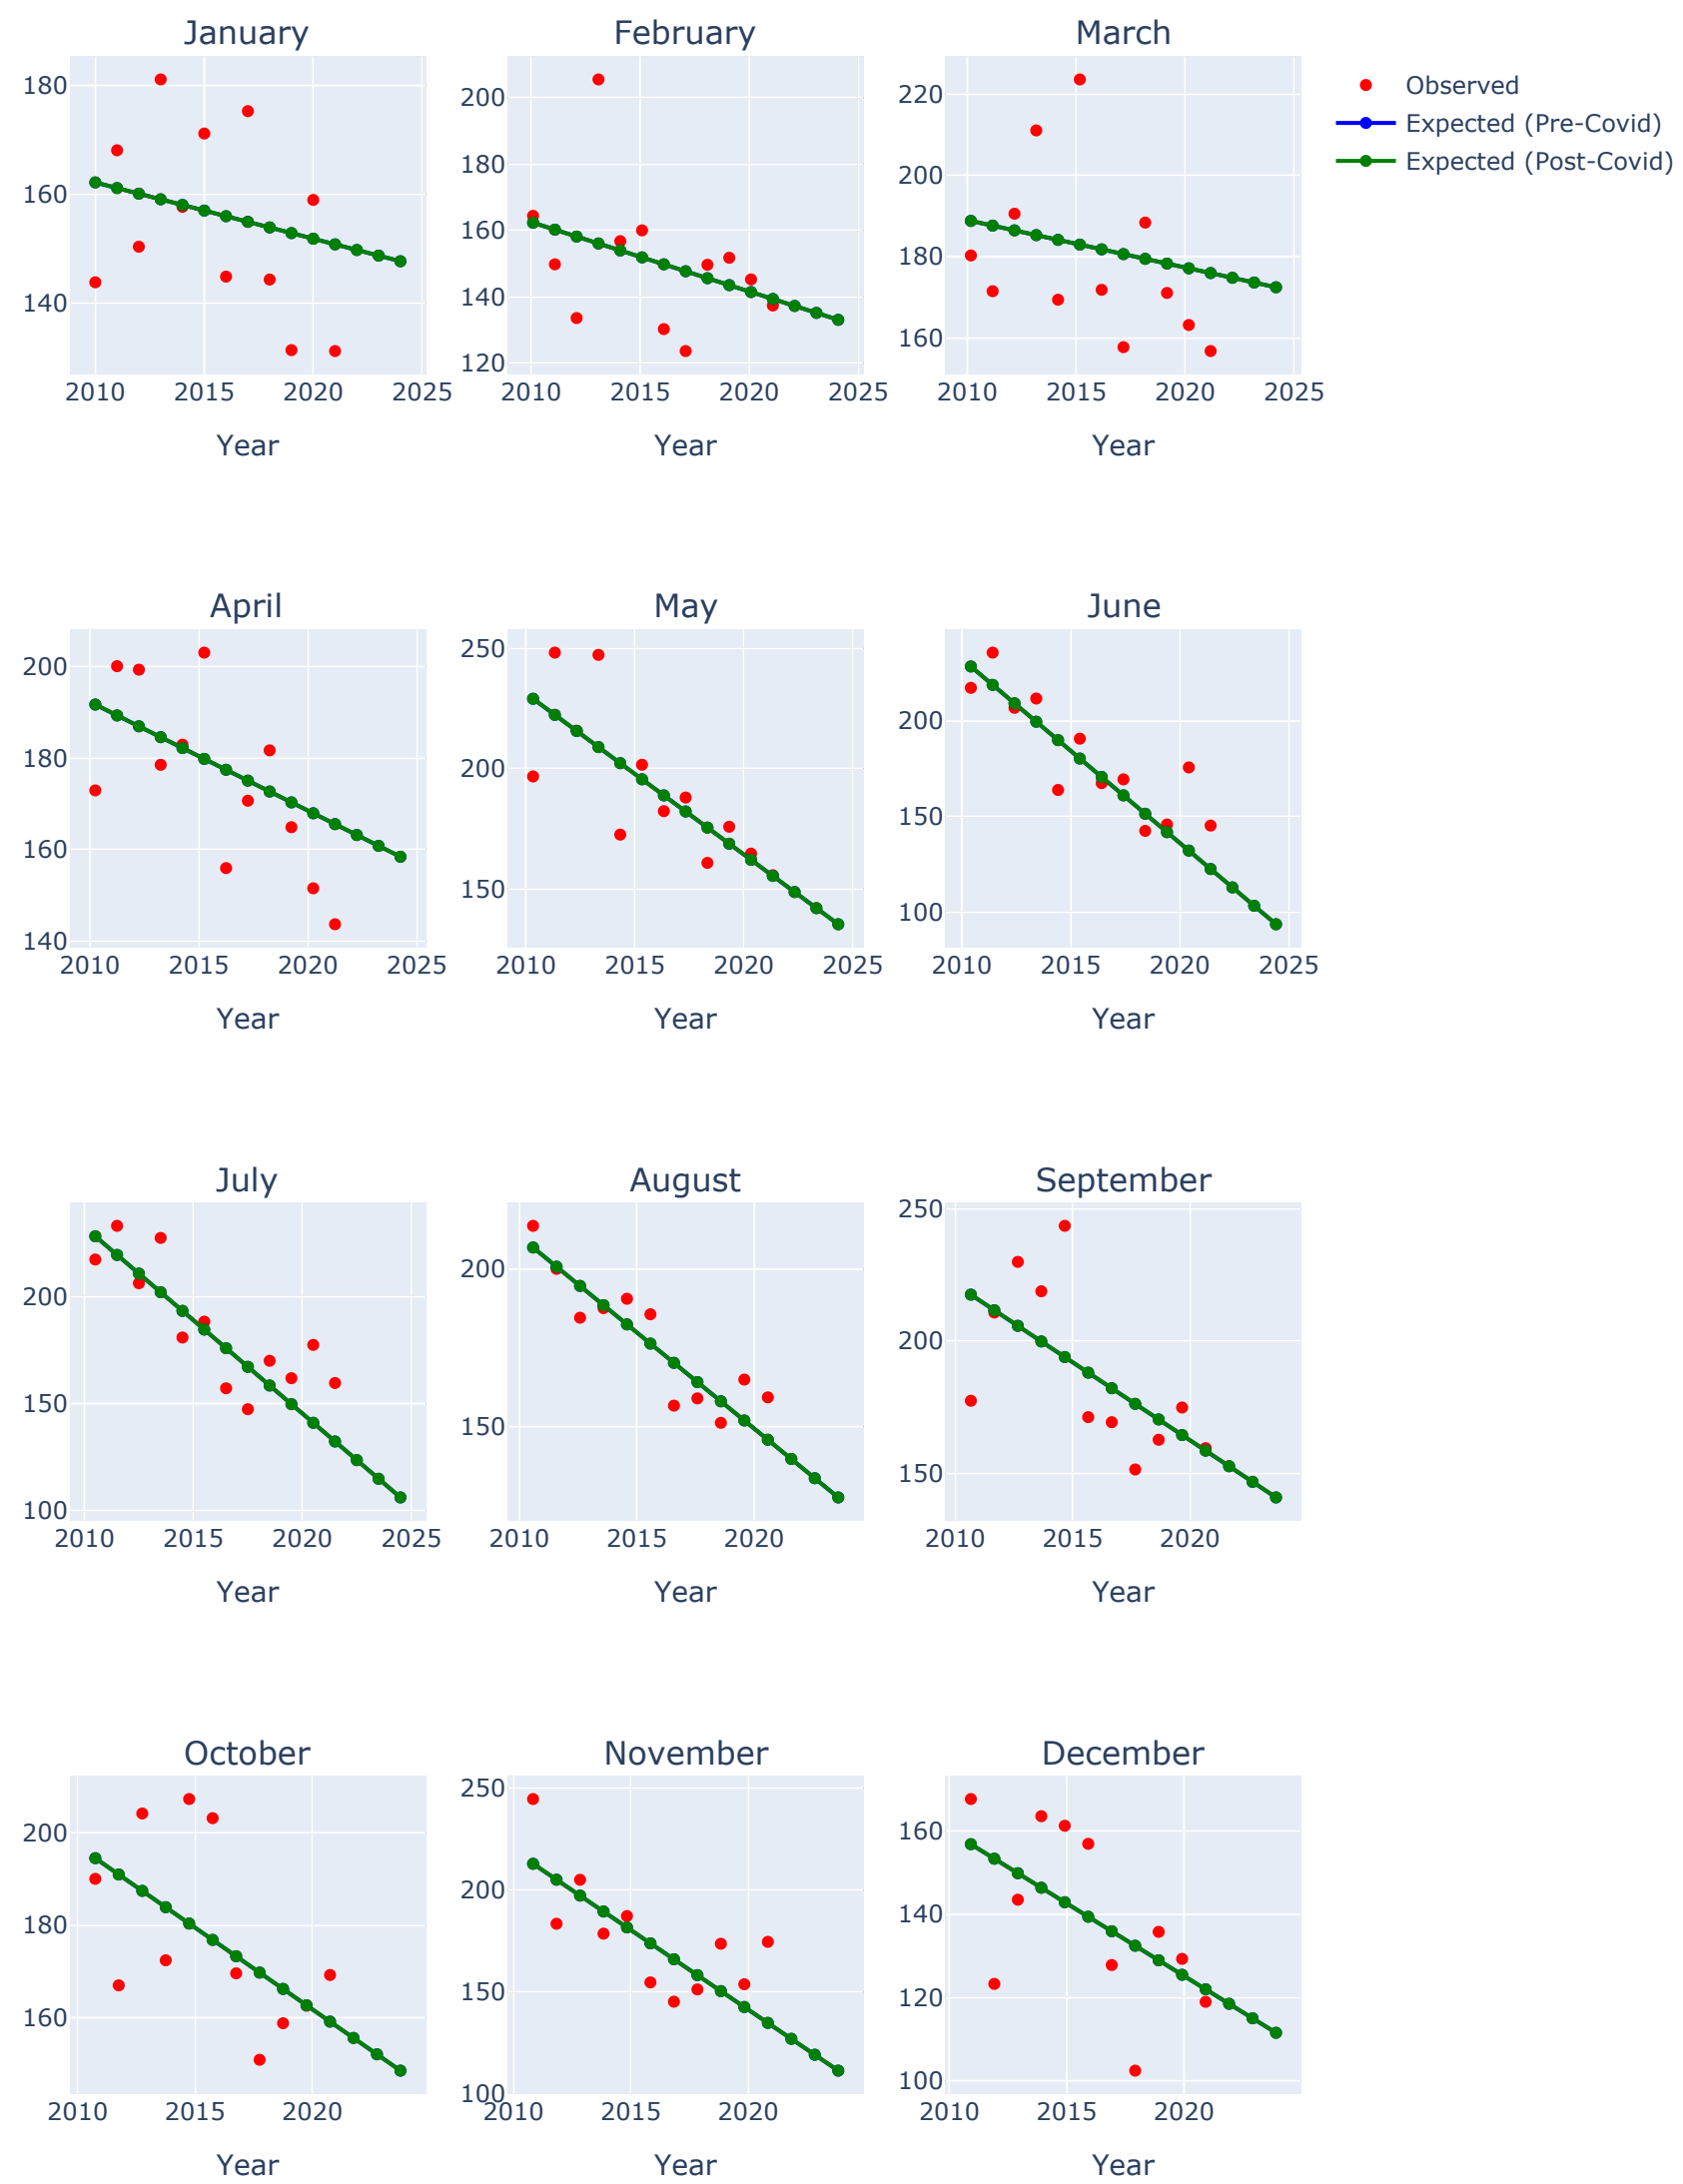 January February March
180
160
140
2010 2015 2020 2025
Year
200
180
160
140
120
2010 2015 2020 2025
Year
220
200
180
160
2010 2015 2020 2025
Year
Observed
Expected (Pre-Covid)
Expected (Post-Covid)
April May June
200
180
160
140
2010 2015 2020 2025
Year
250
200
150
2010 2015 2020 2025
Year
200
150
100
2010 2015 2020 2025
Year
July August September
200
150
100
2010 2015 2020 2025
Year
200
150
2010 2015 2020
Year
250
200
150
2010 2015 2020
Year
October November December
200
180
160
2010 2015 2020
Year
250
200
150
100
2010 2015 2020
Year
160
140
120
100
2010 2015 2020
Year